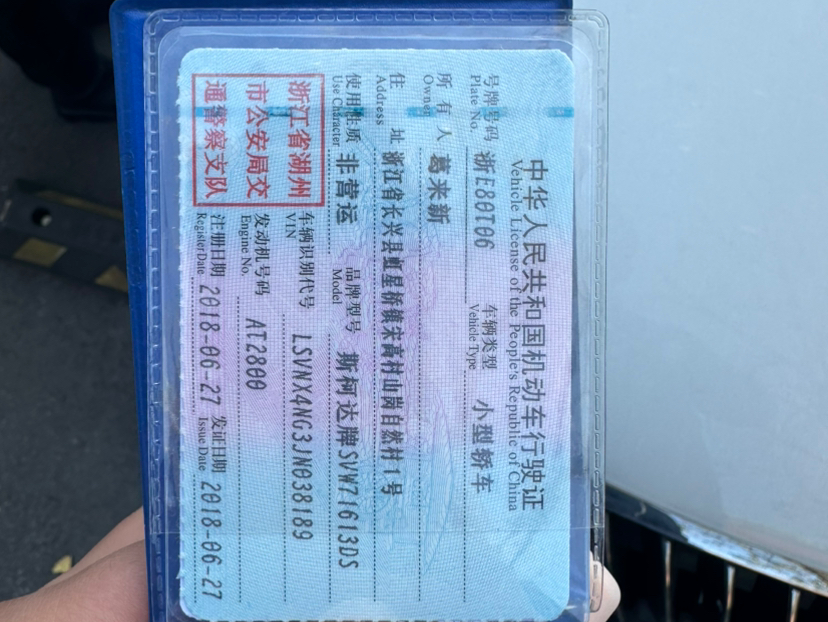 中华人民共和国机动车行驶证
Vehicle License of the People's Republic of China
号牌号码 浙E80T06 车辆类型 小型轿车
Plate No. Vehicle Type
所有人 葛来新
Owner
住址 浙江省长兴县虹星桥镇宋高村山岗自然村1号
Address
使用性质 非营运 品牌型号 斯柯达牌SVW71613DS
Use Character Model
浙江省湖州
市公安局交
通警察支队
车辆识别代号 LSVNX4NG3JN038189
VIN
发动机号码 AT2800
Engine No.
注册日期 2018-06-27 发证日期 2018-06-27
Register Date Issue Date